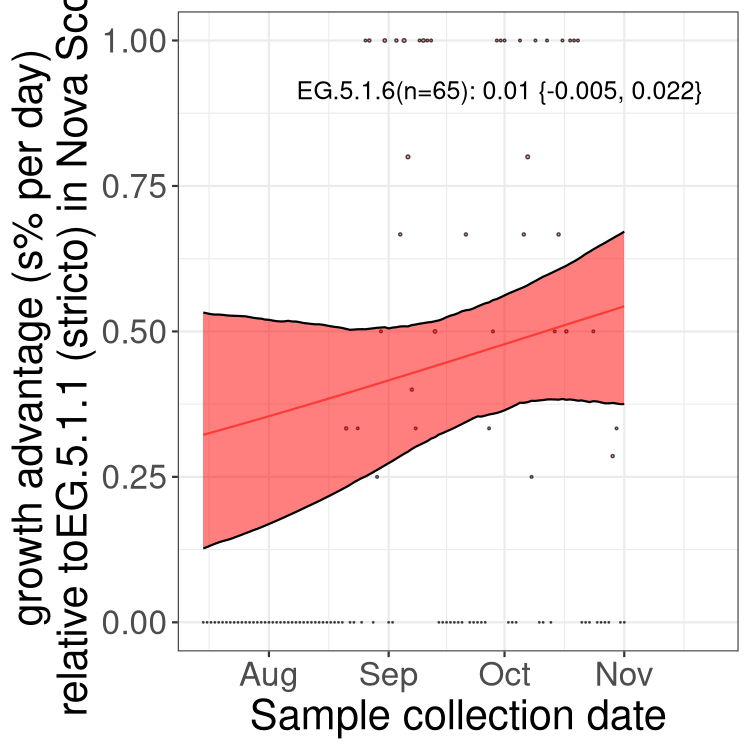 growth advantage (s% per day)
relative toEG.5.1.1 (stricto) in Nova Sco
1.00
0.75
0.50
0.25
0.00
EG.5.1.6(n=65): 0.01 {-0.005, 0.022}
Aug Sep Oct Nov
Sample collection date